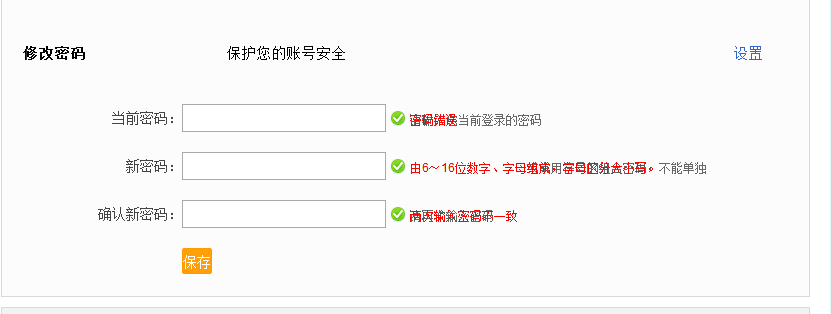 修改密码 保护您的账号安全 设置
当前密码： 当前登录的密码
新密码： 由6～16位数字、字母 不能单独
确认新密码： 一致
保存